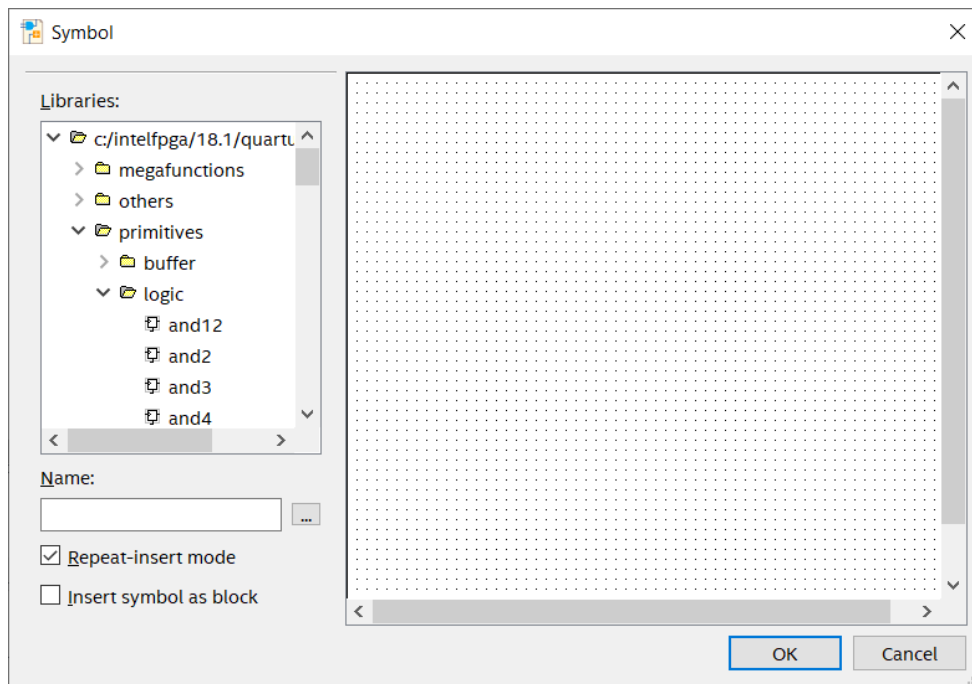 Symbol
Libraries:
c:/intelfpga/18.1/quartu
megafunctions
others
primitives
buffer
logic
and12
and2
and3
and4
Name:
...
Repeat-insert mode
Insert symbol as block
OK
Cancel